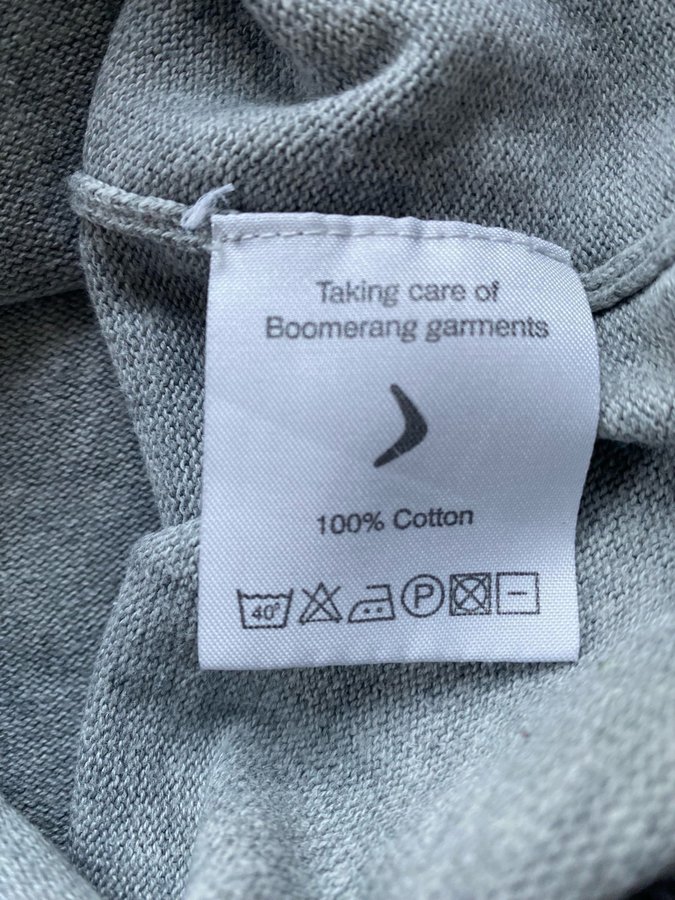 Taking care of
Boomerang garments
100% Cotton
40° P